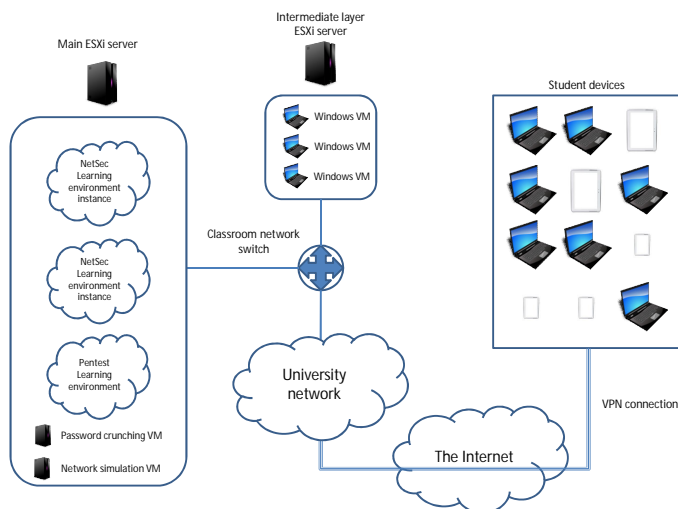 Main ESXi server
NetSec
Learning
environment
instance
NetSec
Learning
environment
instance
Pentest
Learning
environment
Password crunching VM
Network simulation VM
Intermediate layer
ESXi server
Windows VM
Windows VM
Windows VM
Classroom network
switch
University
network
The Internet
Student devices
VPN connection